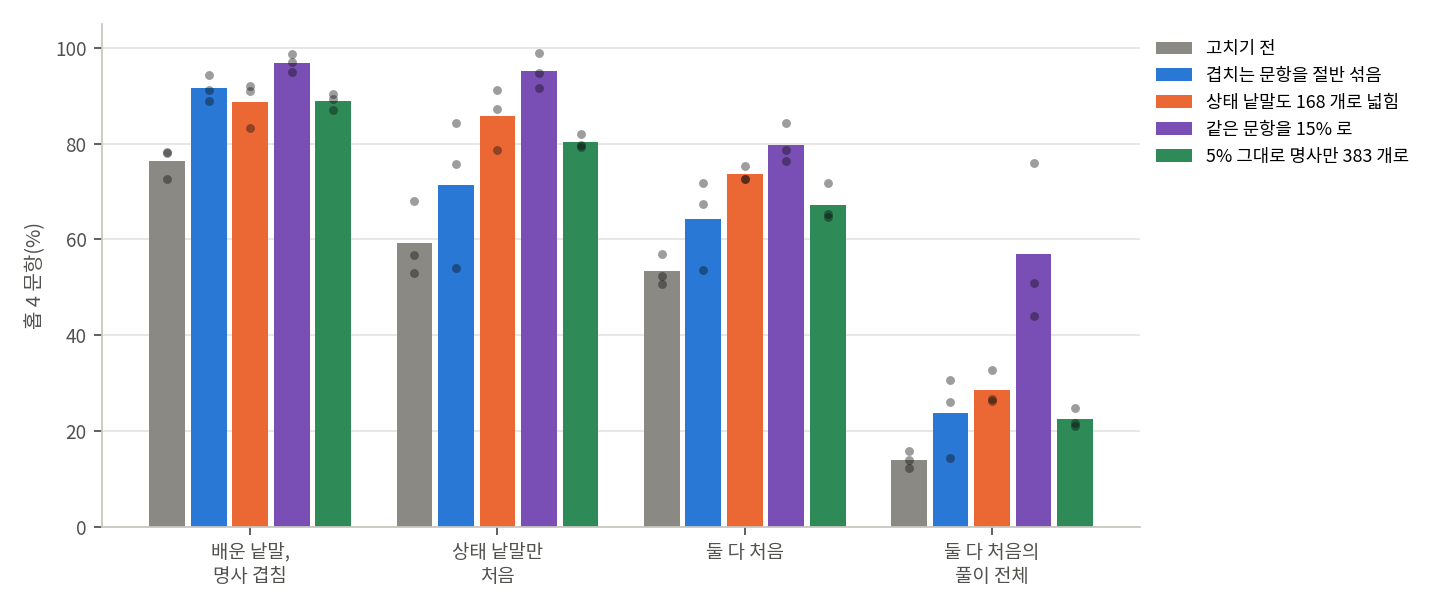 100
80
60
40
20
0
홉 4 문항(%)
배운 낱말,
명사 겹침
상태 낱말만
처음
둘 다 처음
둘 다 처음의
풀이 전체
고치기 전
겹치는 문항을 절반 섞음
상태 낱말도 168 개로 넓힘
같은 문항을 15% 로
5% 그대로 명사만 383 개로